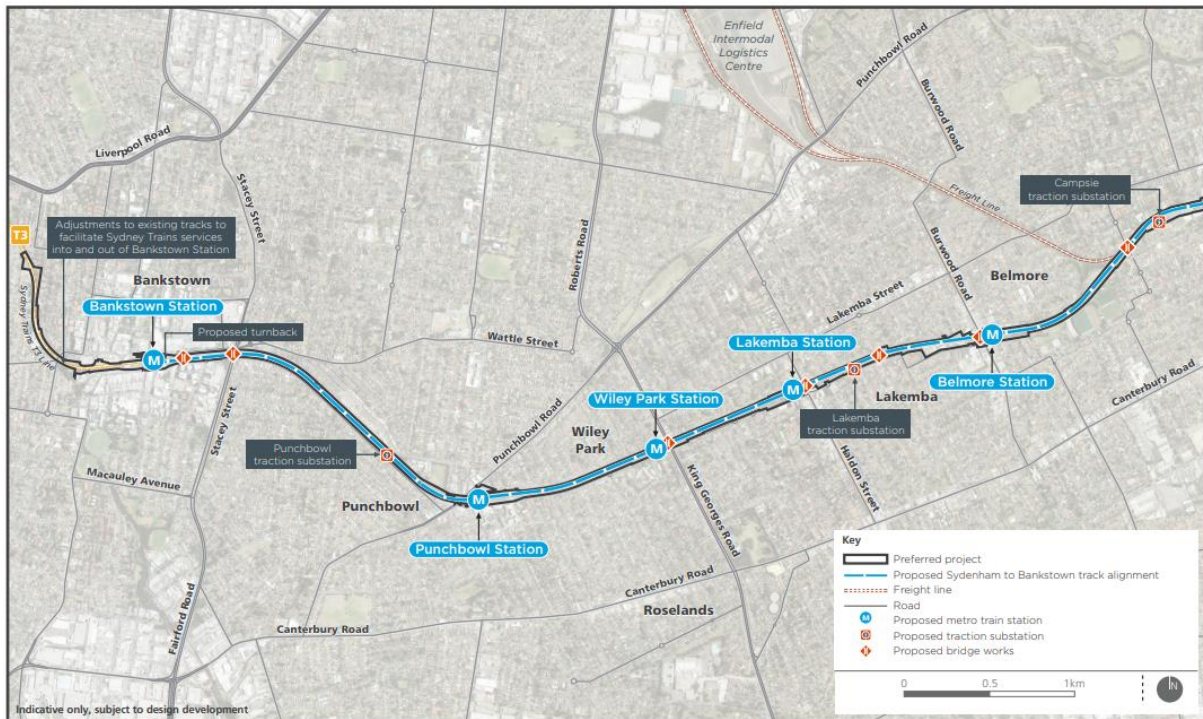 Enfield
Intermodal
Logistics
Centre
Punchbowl Road
Burwood
Road
Liverpool Road
Stacey Street
Roberts Road
Freight Line
Campsie
traction substation
T3
Adjustments to existing tracks to
facilitate Sydney Trains services
into and out of Bankstown Station
Sydney Trains T3 Line
Bankstown
Bankstown Station
Proposed turnback
M
Wattle Street
Burwood Road
Belmore
Lakemba Street
Lakemba Station
M
M
Belmore Station
Canterbury Road
Lakemba
Lakemba
traction substation
Wiley Park Station
Wiley
Park
M
Stacey Street
Punchbowl
traction substation
Punchbowl Road
Macauley Avenue
Punchbowl
M
Punchbowl Station
King Georges Road
Haldon Street
Canterbury Road
Roselands
Canterbury Road
Fairford Road
Key
Preferred project
Proposed Sydenham to Bankstown track alignment
Freight line
Road
M
Proposed metro train station
Proposed traction substation
Proposed bridge works
0
0.5
1km
N
Indicative only, subject to design development